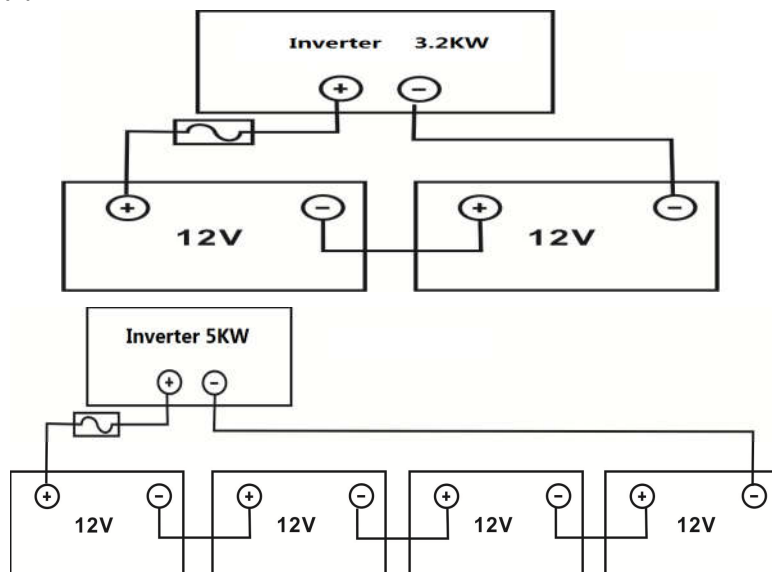 Inverter 3.2KW
+ −
+ − + −
12V 12V
Inverter 5KW
+ −
+ − + − + − + −
12V 12V 12V 12V